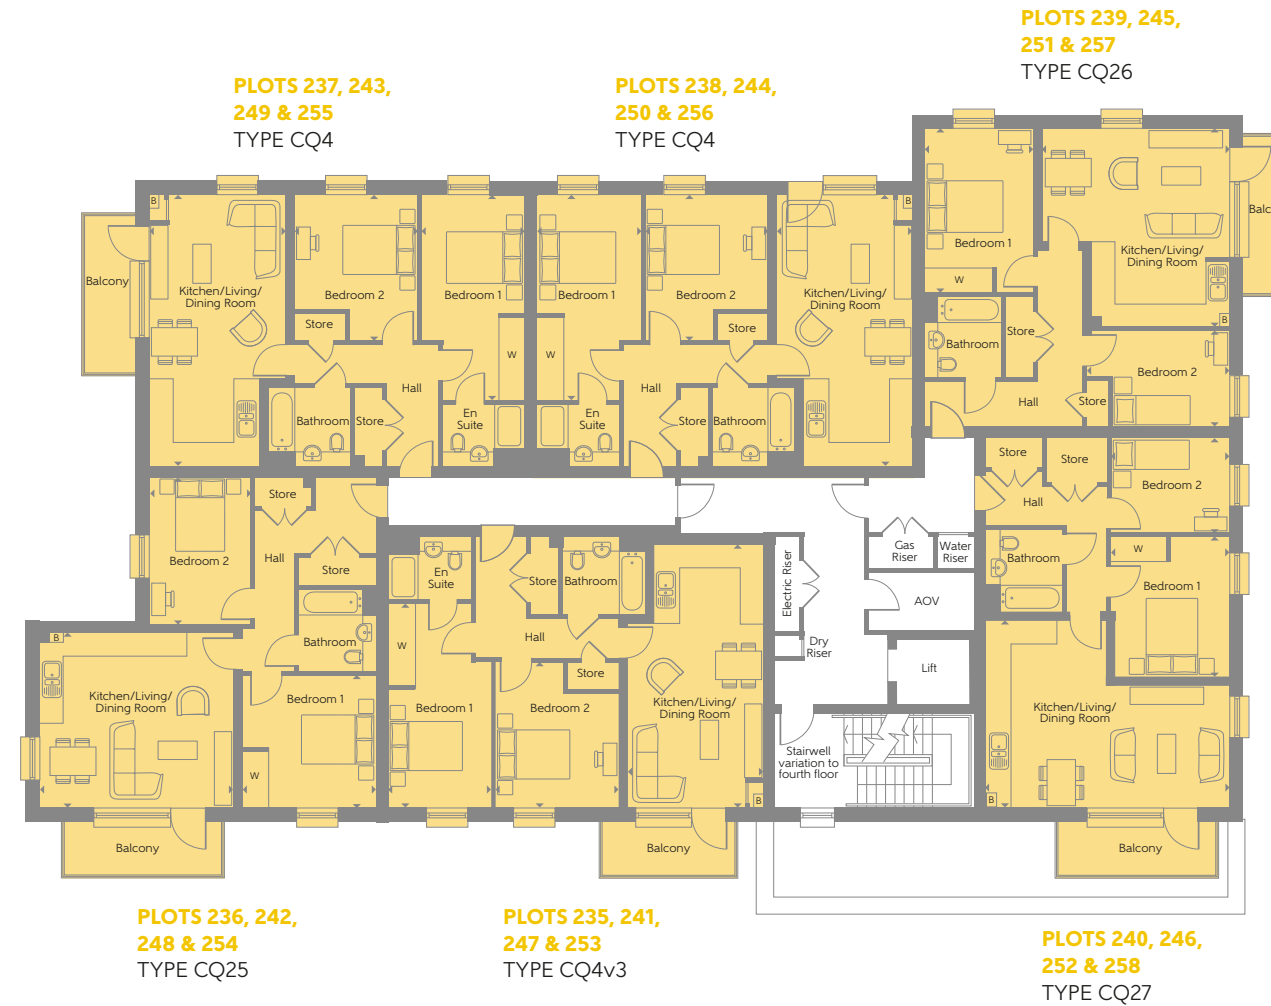 PLOTS 239, 245,
251 & 257
TYPE CQ26
PLOTS 237, 243,
249 & 255
TYPE CQ4
PLOTS 238, 244,
250 & 256
TYPE CQ4
B
Balcony
Kitchen/Living/
Dining Room
Bedroom 2
Bedroom 1
Store
W
Hall
Bathroom
Store
En
Suite
Bedroom 1
Bedroom 2
Store
W
Hall
En
Suite
Store
Bathroom
Kitchen/Living/
Dining Room
B
Bedroom 1
W
Kitchen/Living/
Dining Room
Balc
B
Store
Bathroom
Bedroom 2
Hall
Store
Store
Bedroom 2
Hall
Store
Bathroom
B
Kitchen/Living/
Dining Room
Bedroom 1
W
Balcony
En
Suite
Store
Bathroom
W
Hall
Store
Bedroom 1
Bedroom 2
Kitchen/Living/
Dining Room
B
Balcony
Electric Riser
Gas
Riser
Water
Riser
AOV
Dry
Riser
Lift
Stairwell
variation to
fourth floor
Store
Store
Bedroom 2
Hall
W
Bathroom
Bedroom 1
Kitchen/Living/
Dining Room
B
Balcony
PLOTS 236, 242,
248 & 254
TYPE CQ25
PLOTS 235, 241,
247 & 253
TYPE CQ4v3
PLOTS 240, 246,
252 & 258
TYPE CQ27